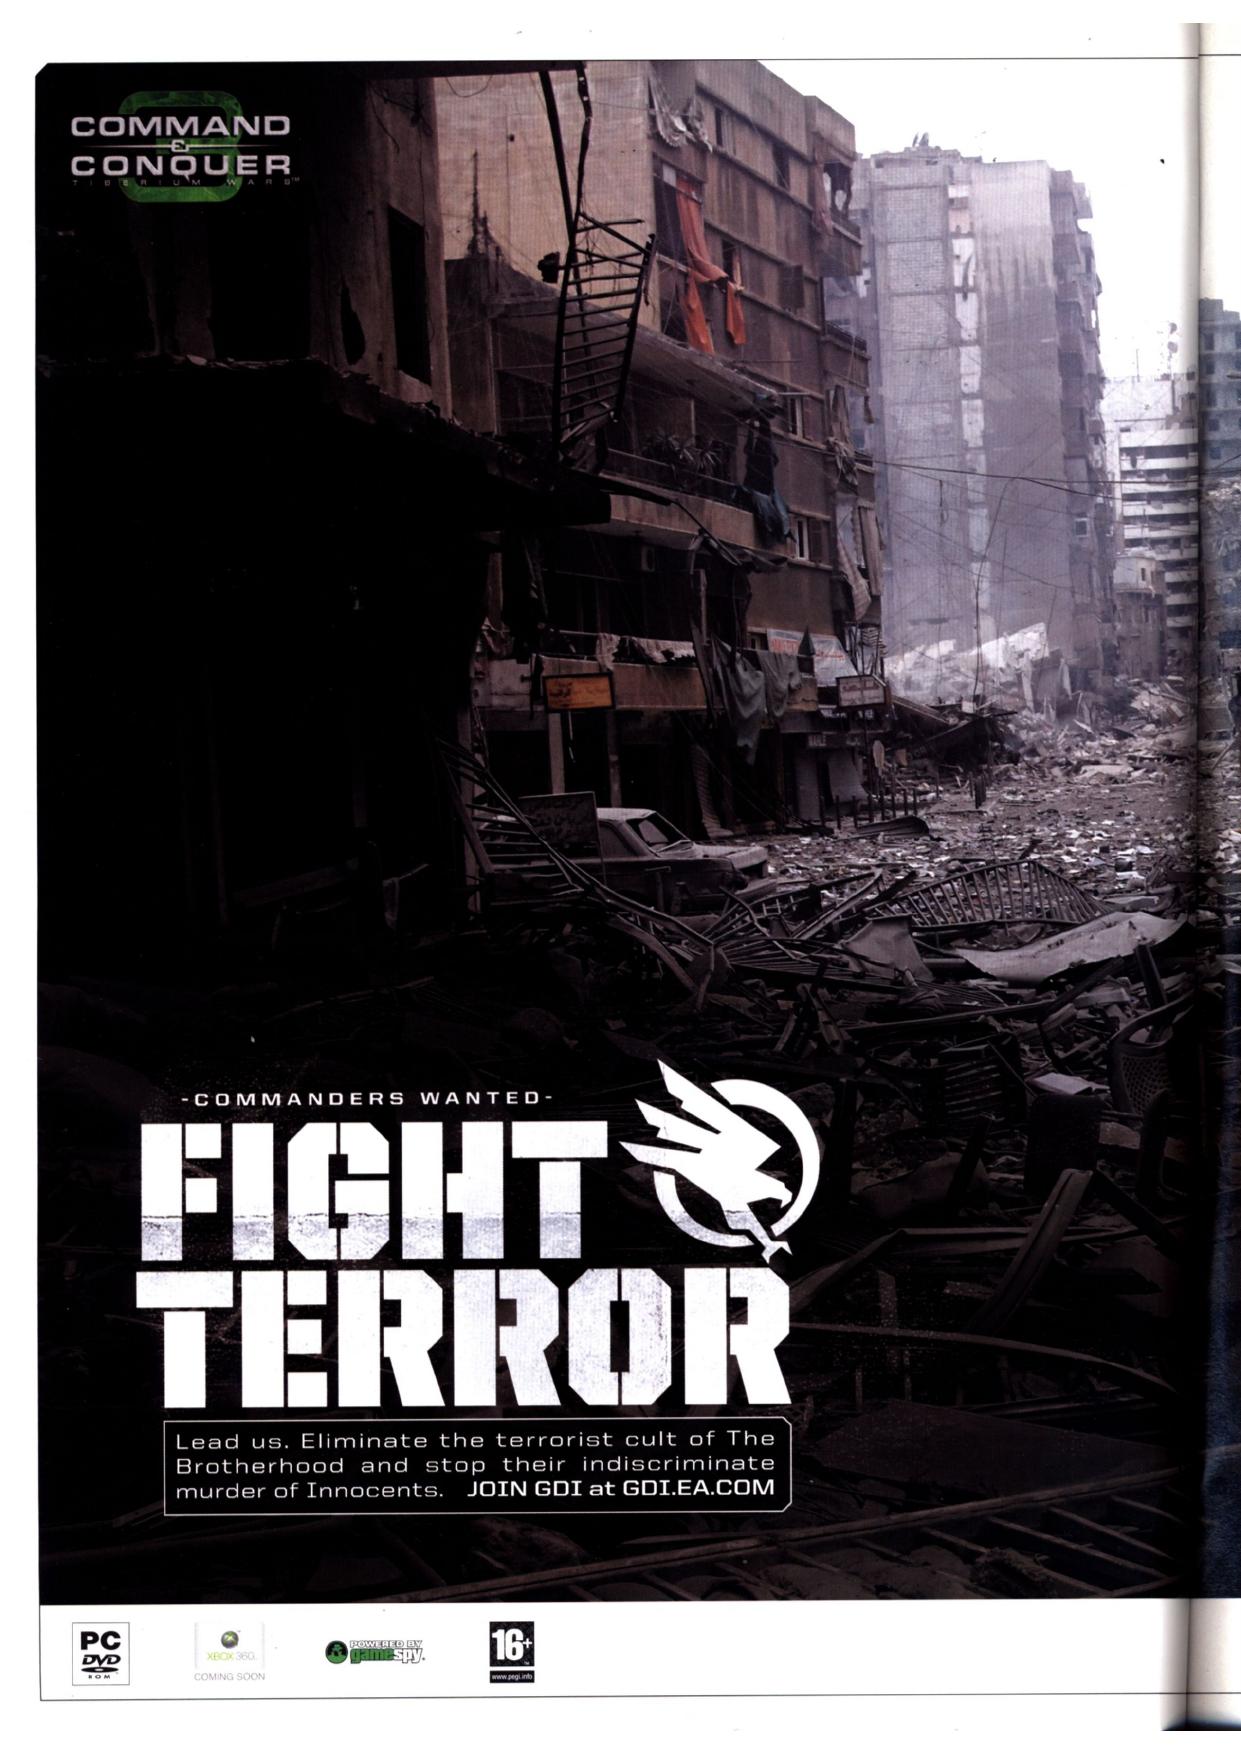 COMMAND
&
CONQUER
TIBERIUM WARS™
-COMMANDERS WANTED-
FIGHT
TERROR
Lead us. Eliminate the terrorist cult of The
Brotherhood and stop their indiscriminate
murder of Innocents. JOIN GDI at GDI.EA.COM
PC
DVD
ROM
XBOX 360.
COMING SOON
POWERED BY
gamespy.
16+
www.pegi.info